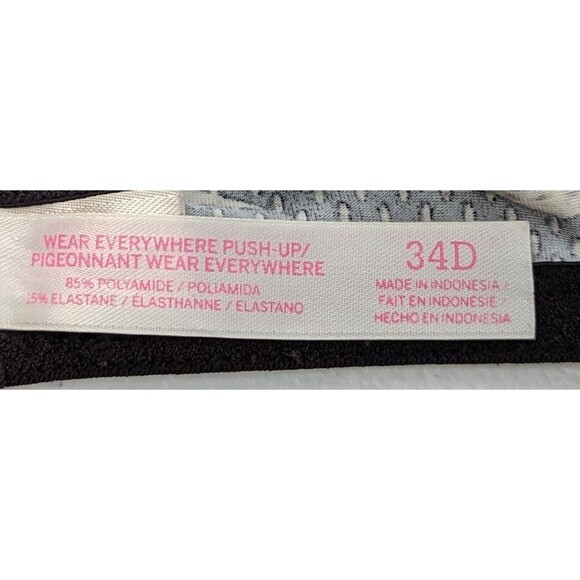 WEAR EVERYWHERE PUSH-UP/
PIGEONNANT WEAR EVERYWHERE
85% POLYAMIDE / POLIAMIDA
15% ELASTANE / ÉLASTHANNE / ELASTANO
34D
MADE IN INDONESIA /
FAIT EN INDONÉSIE /
HECHO EN INDONESIA